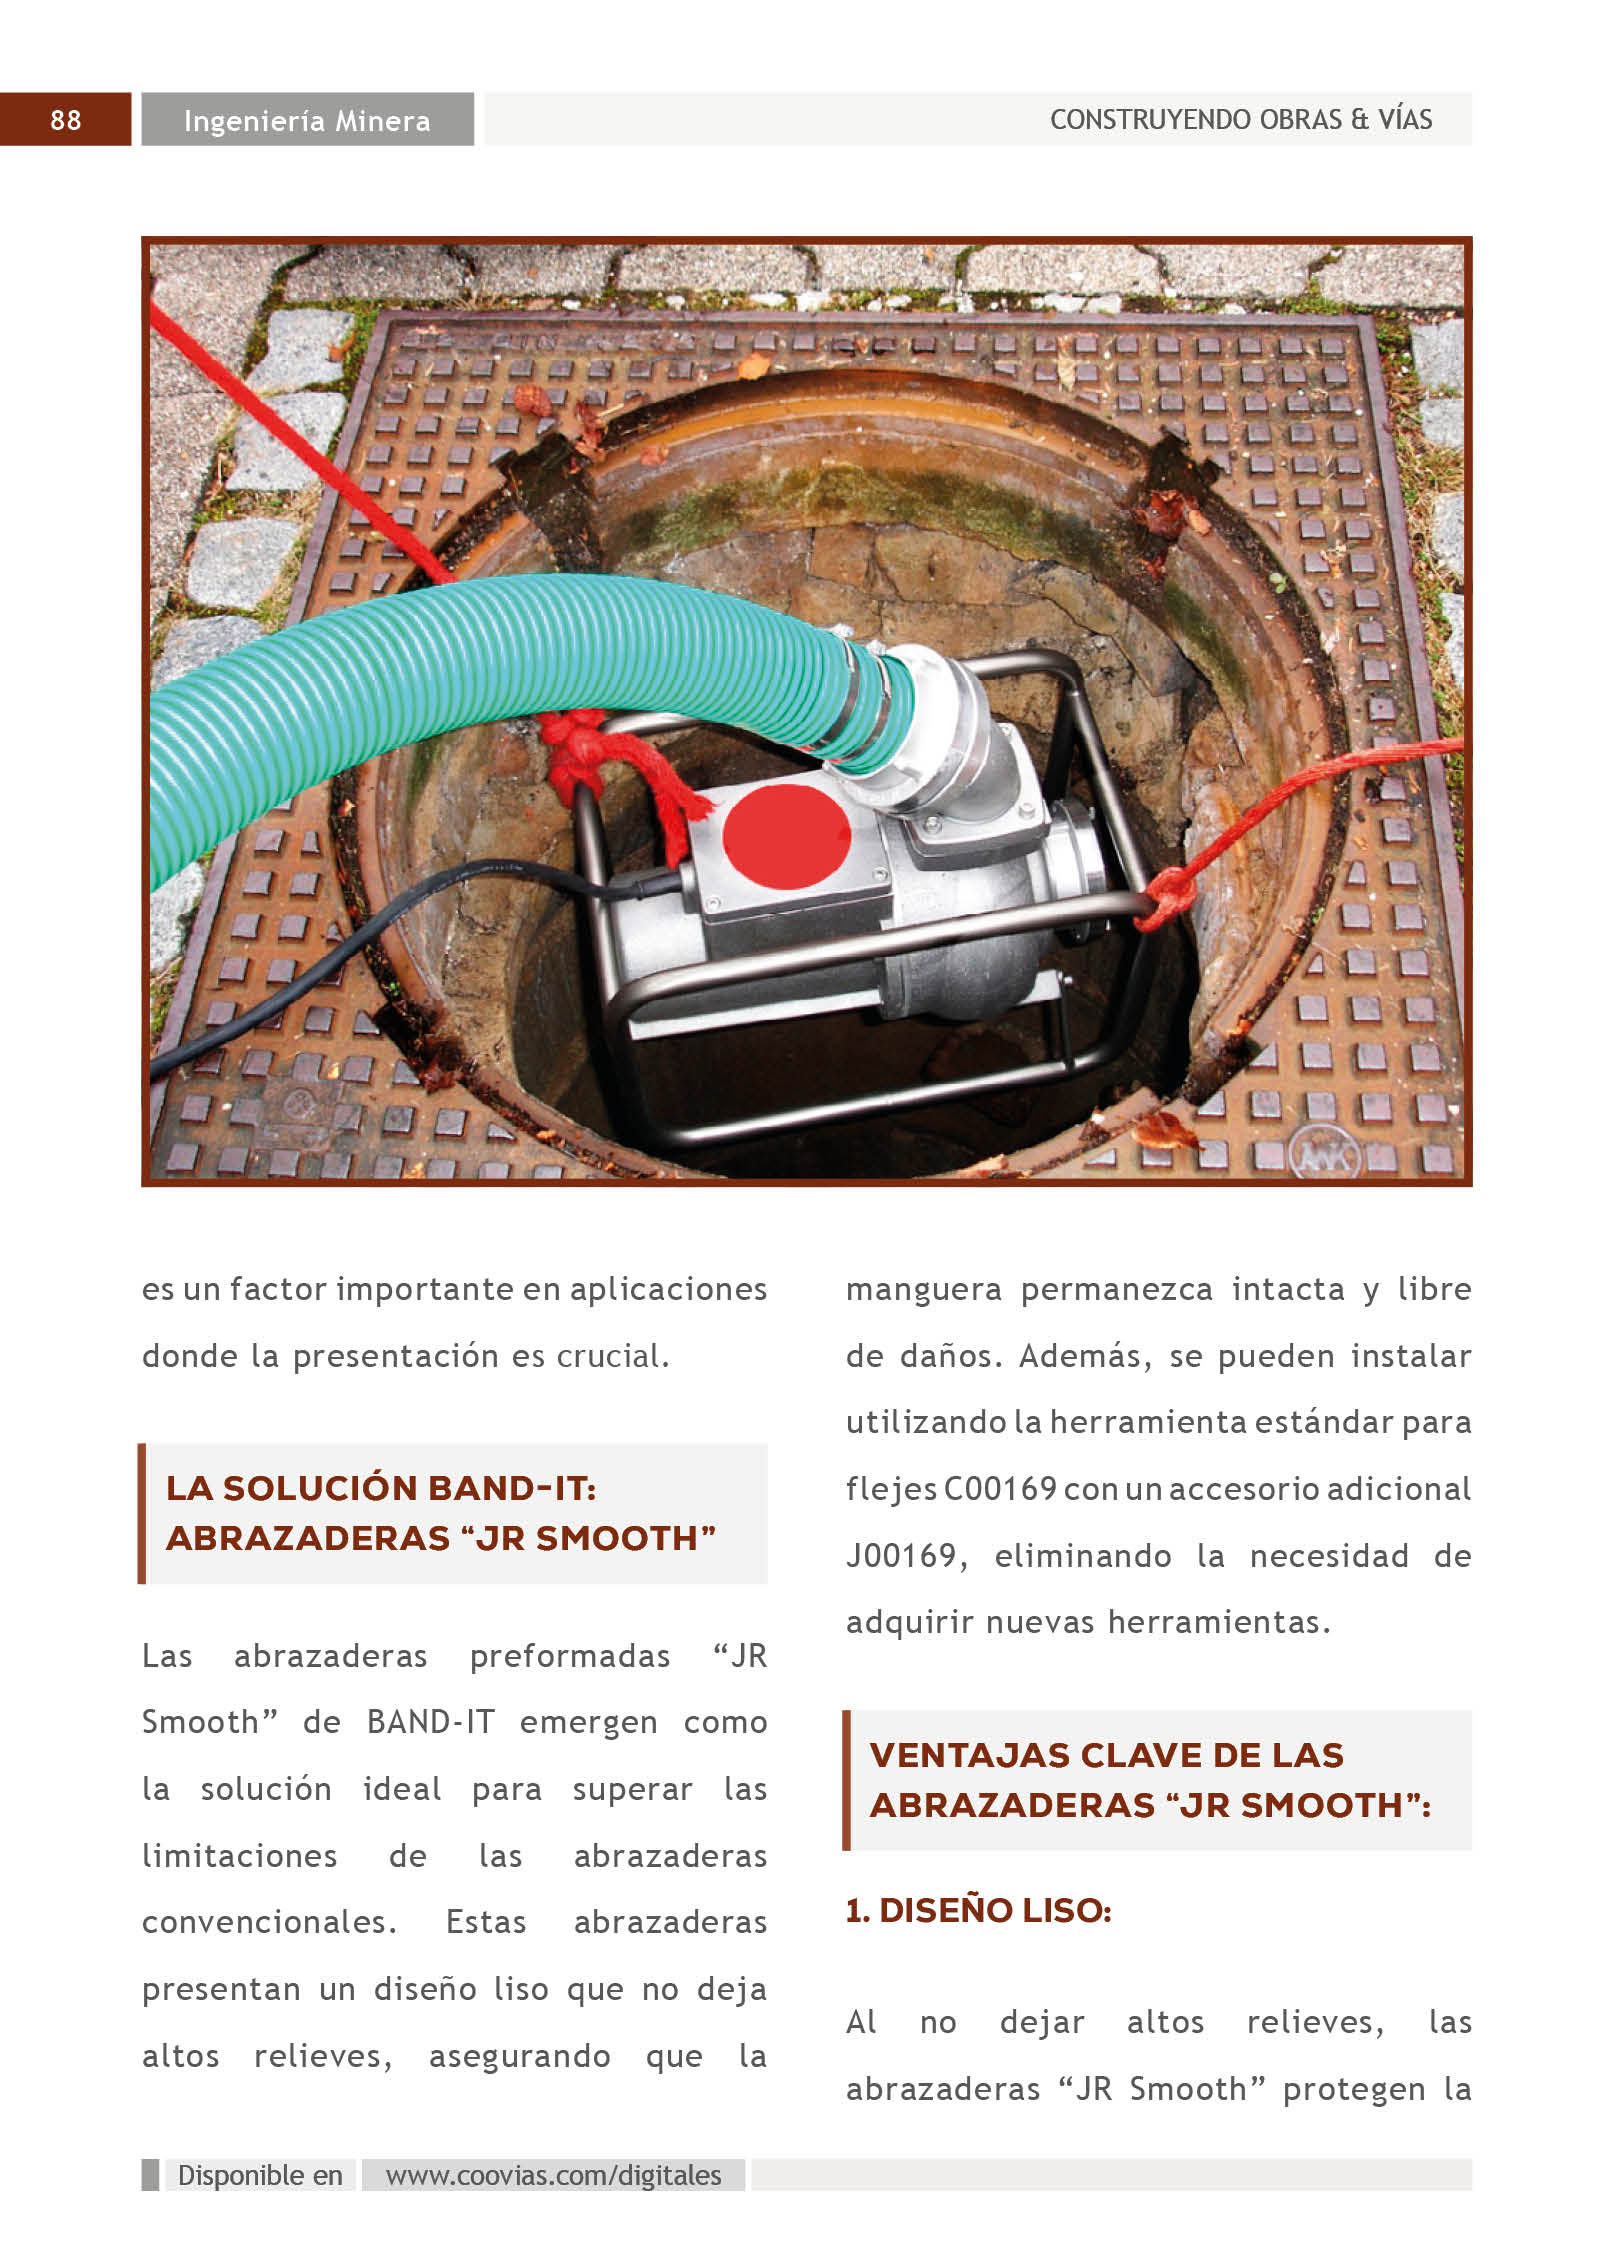 88
Ingeniería Minera
CONSTRUYENDO OBRAS & VÍAS
es un factor importante en aplicaciones
donde la presentación es crucial.
LA SOLUCIÓN BAND-IT:
ABRAZADERAS “JR SMOOTH”
Las abrazaderas preformadas “JR
Smooth” de BAND-IT emergen como
la solución ideal para superar las
limitaciones de las abrazaderas
convencionales. Estas abrazaderas
presentan un diseño liso que no deja
altos relieves, asegurando que la
manguera permanezca intacta y libre
de daños. Además, se pueden instalar
utilizando la herramienta estándar para
flejes C00169 con un accesorio adicional
J00169, eliminando la necesidad de
adquirir nuevas herramientas.
VENTAJAS CLAVE DE LAS
ABRAZADERAS “JR SMOOTH”:
1. DISEÑO LISO:
Al no dejar altos relieves, las
abrazaderas “JR Smooth” protegen la
Disponible en
www.coovias.com/digitales